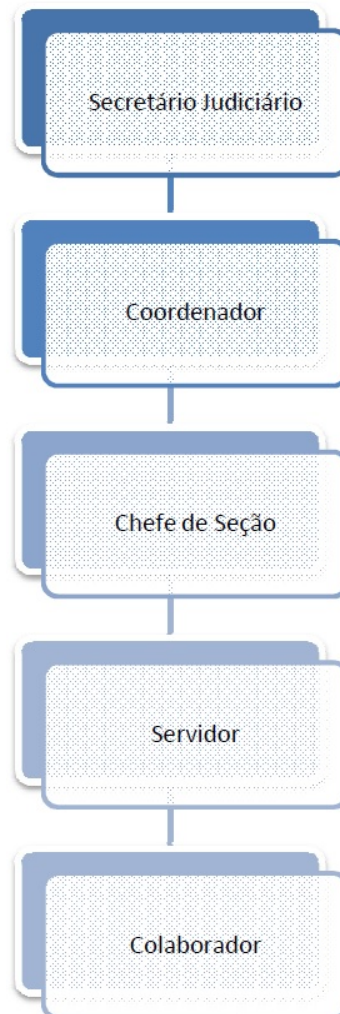 Secretário Judiciário
Coordenador
Chefe de Seção
Servidor
Colaborador